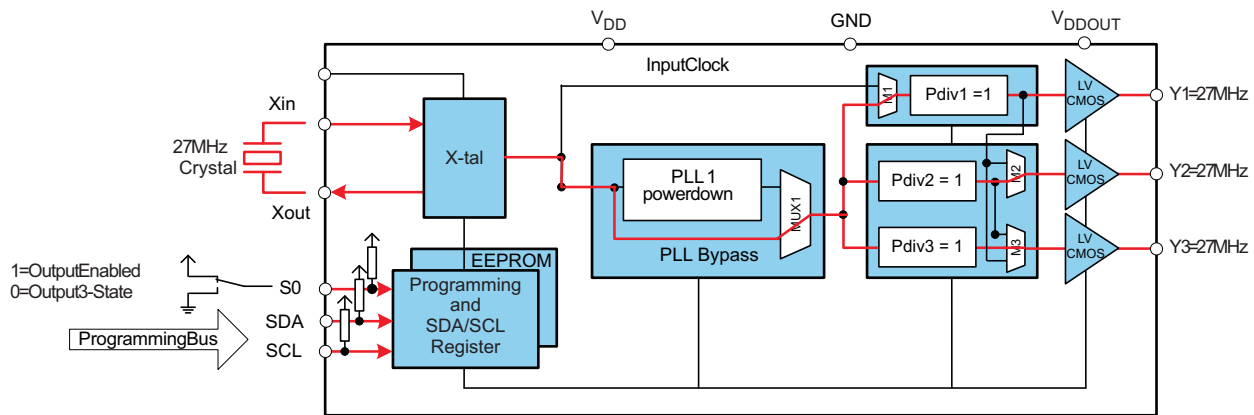 VDD
GND
VDDOUT
InputClock
Xin
27MHz
Crystal
Xout
X-tal
M1
Pdiv1 =1
LV
CMOS
Y1=27MHz
PLL 1
powerdown
MUX1
PLL Bypass
Pdiv2 = 1
M2
LV
CMOS
Y2=27MHz
Pdiv3 = 1
M3
LV
CMOS
Y3=27MHz
EEPROM
Programming
and
SDA/SCL
Register
1=OutputEnabled
0=Output3-State
S0
SDA
SCL
ProgrammingBus